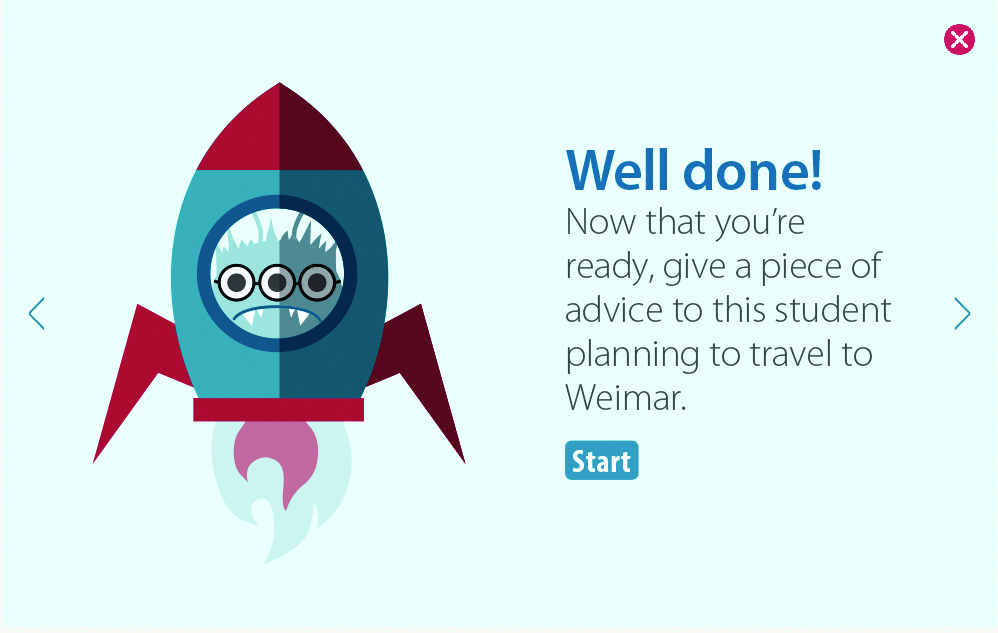 Well done!
Now that you’re
ready, give a piece of
advice to this student
planning to travel to
Weimar.
Start